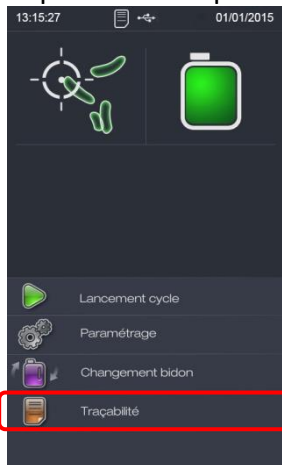 13:15:27 01/01/2015
Lancement cycle
Paramétrage
Changement bidon
Traçabilité